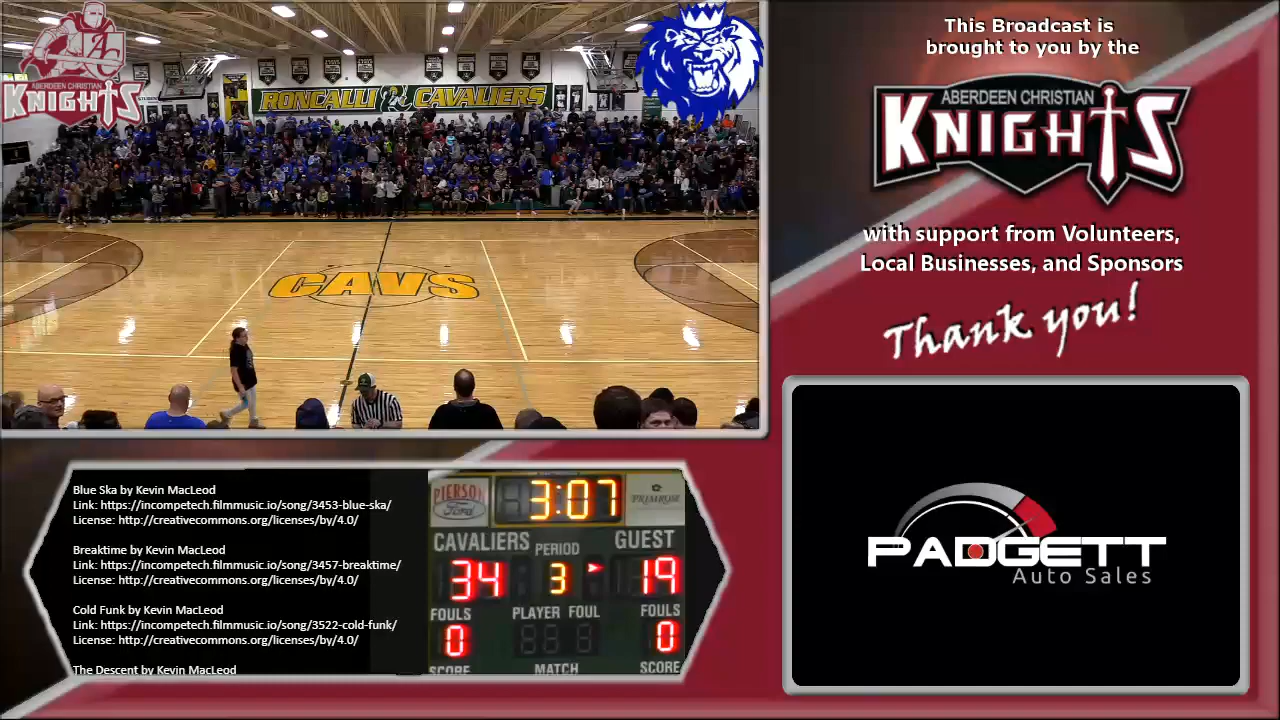 ABERDEEN CHRISTIAN
KNIGHTS
RONCALLI CAVALIERS
CAVS
This Broadcast is
brought to you by the
ABERDEEN CHRISTIAN
KNIGHTS
with support from Volunteers,
Local Businesses, and Sponsors
Thank you!
Blue Ska by Kevin MacLeod
Link: https://incompetech.filmmusic.io/song/3453-blue-ska/
License: http://creativecommons.org/licenses/by/4.0/
Breaktime by Kevin MacLeod
Link: https://incompetech.filmmusic.io/song/3457-breaktime/
License: http://creativecommons.org/licenses/by/4.0/
Cold Funk by Kevin MacLeod
Link: https://incompetech.filmmusic.io/song/3522-cold-funk/
License: http://creativecommons.org/licenses/by/4.0/
The Descent by Kevin MacLeod
PIERSON
Ford
3:07
PRIMROSE
CAVALIERS PERIOD GUEST
34 3 19
FOULS PLAYER FOUL FOULS
0 0
SCORE MATCH SCORE
PADGETT
Auto Sales